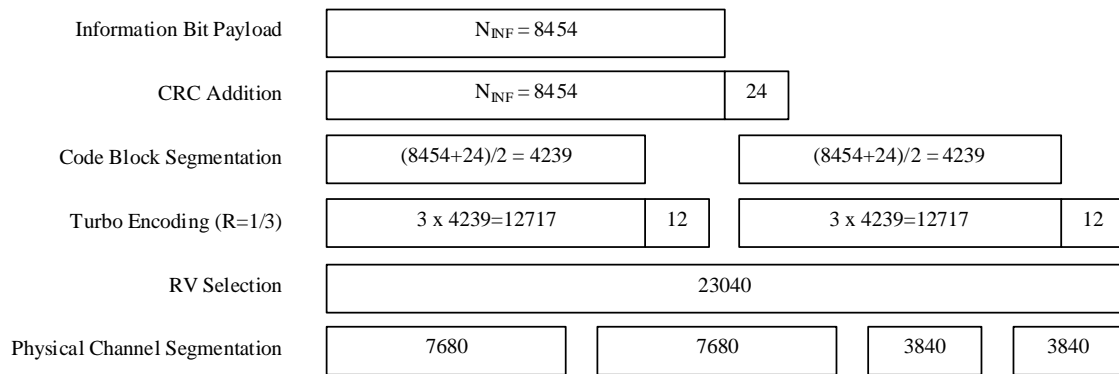 Information Bit Payload N_INF = 8454
CRC Addition N_INF = 8454 24
Code Block Segmentation (8454+24)/2 = 4239 (8454+24)/2 = 4239
Turbo Encoding (R=1/3) 3 x 4239=12717 12 3 x 4239=12717 12
RV Selection 23040
Physical Channel Segmentation 7680 7680 3840 3840